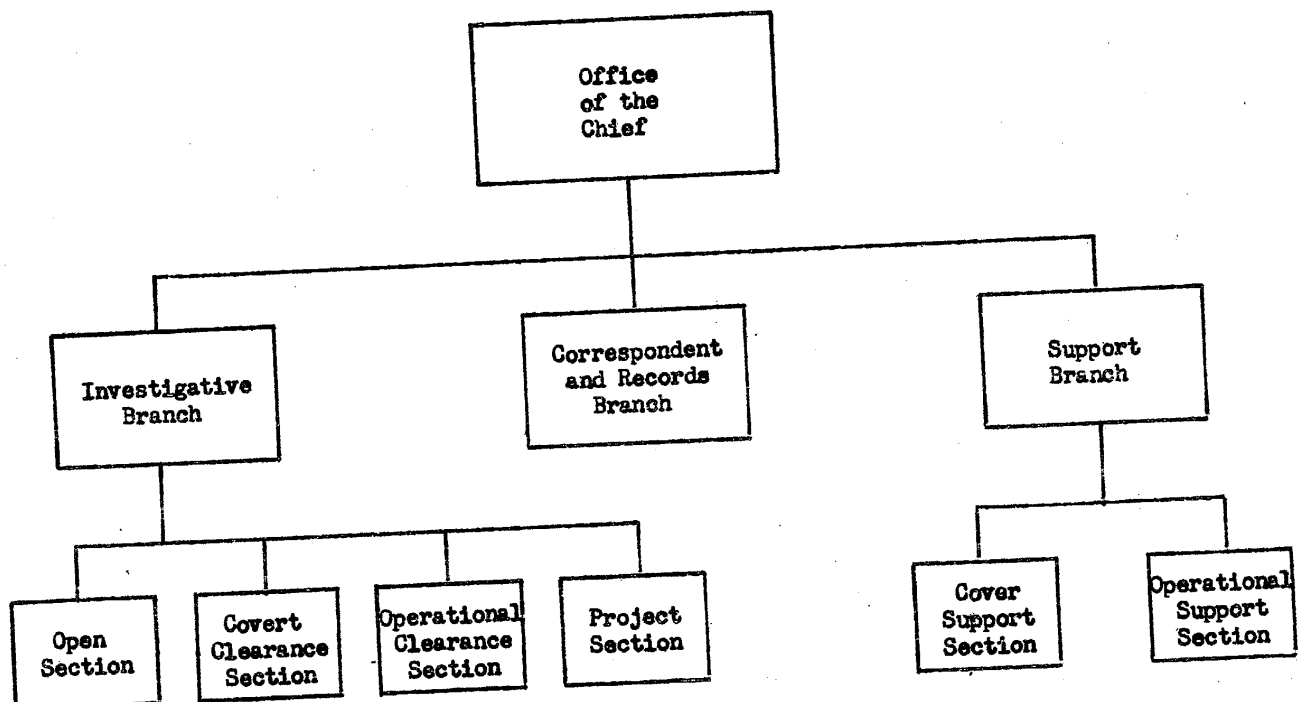 Office
of the
Chief
Investigative
Branch
Correspondent
and Records
Branch
Support
Branch
Open
Section
Covert
Clearance
Section
Operational
Clearance
Section
Project
Section
Cover
Support
Section
Operational
Support
Section